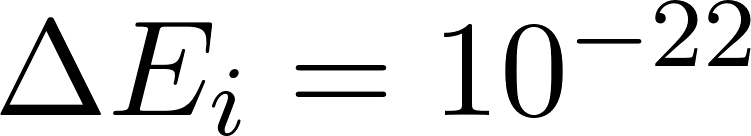 ΔE_i = 10^{-22}